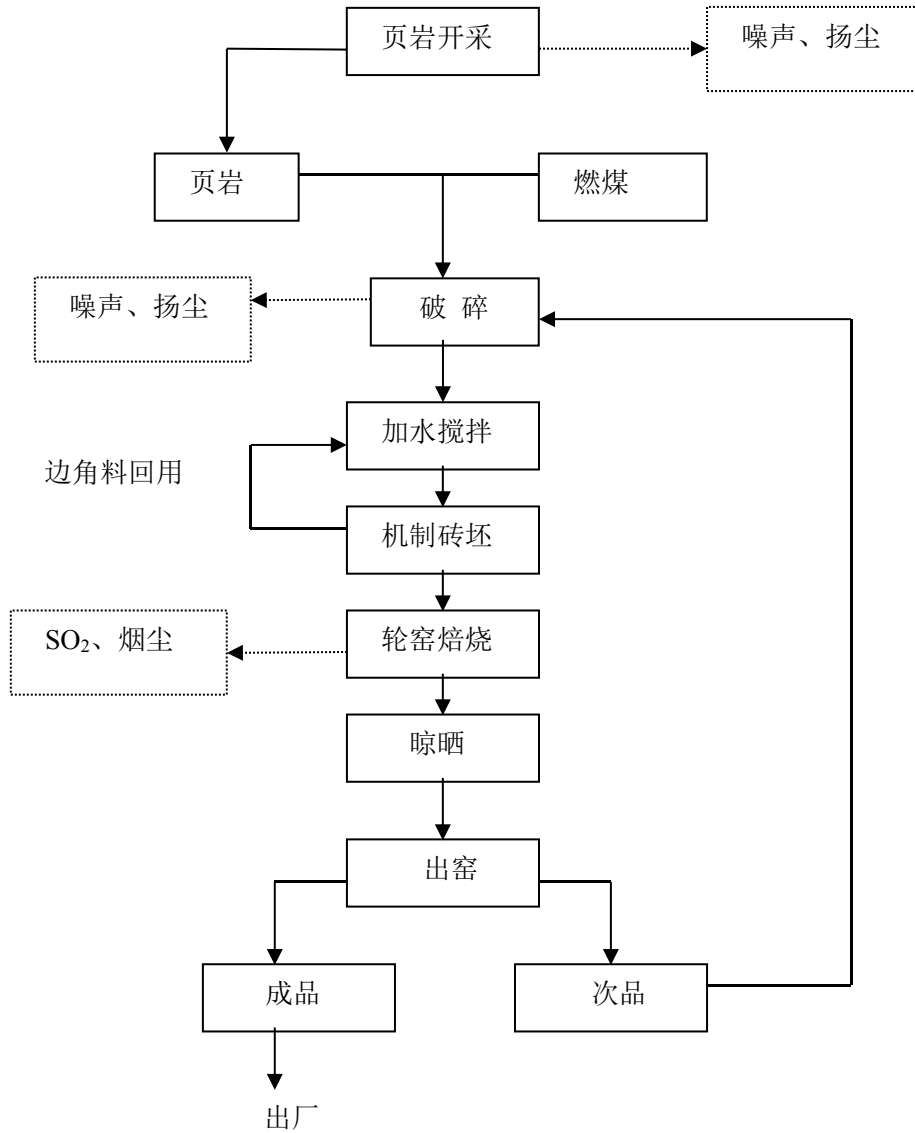 页岩开采
噪声、扬尘
页岩
燃煤
噪声、扬尘
破 碎
加水搅拌
边角料回用
机制砖坯
SO₂、烟尘
轮窑焙烧
晾晒
出窑
成品
次品
出厂